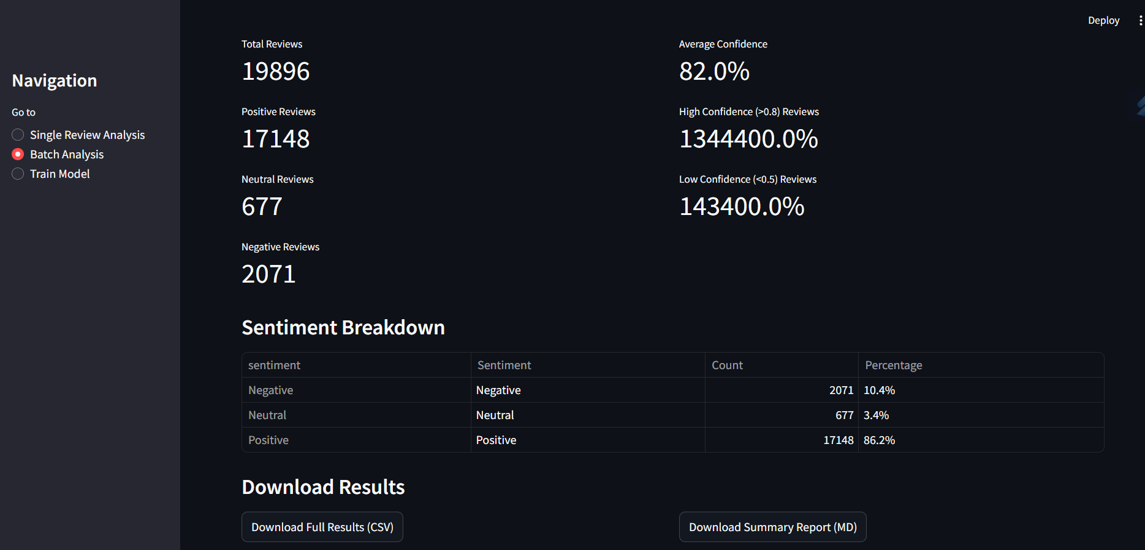 Deploy
Navigation
Go to
Single Review Analysis
Batch Analysis
Train Model
Total Reviews
19896
Positive Reviews
17148
Neutral Reviews
677
Negative Reviews
2071
Average Confidence
82.0%
High Confidence (>0.8) Reviews
1344400.0%
Low Confidence (<0.5) Reviews
143400.0%
Sentiment Breakdown
sentiment Sentiment Count Percentage
Negative Negative 2071 10.4%
Neutral Neutral 677 3.4%
Positive Positive 17148 86.2%
Download Results
Download Full Results (CSV)
Download Summary Report (MD)